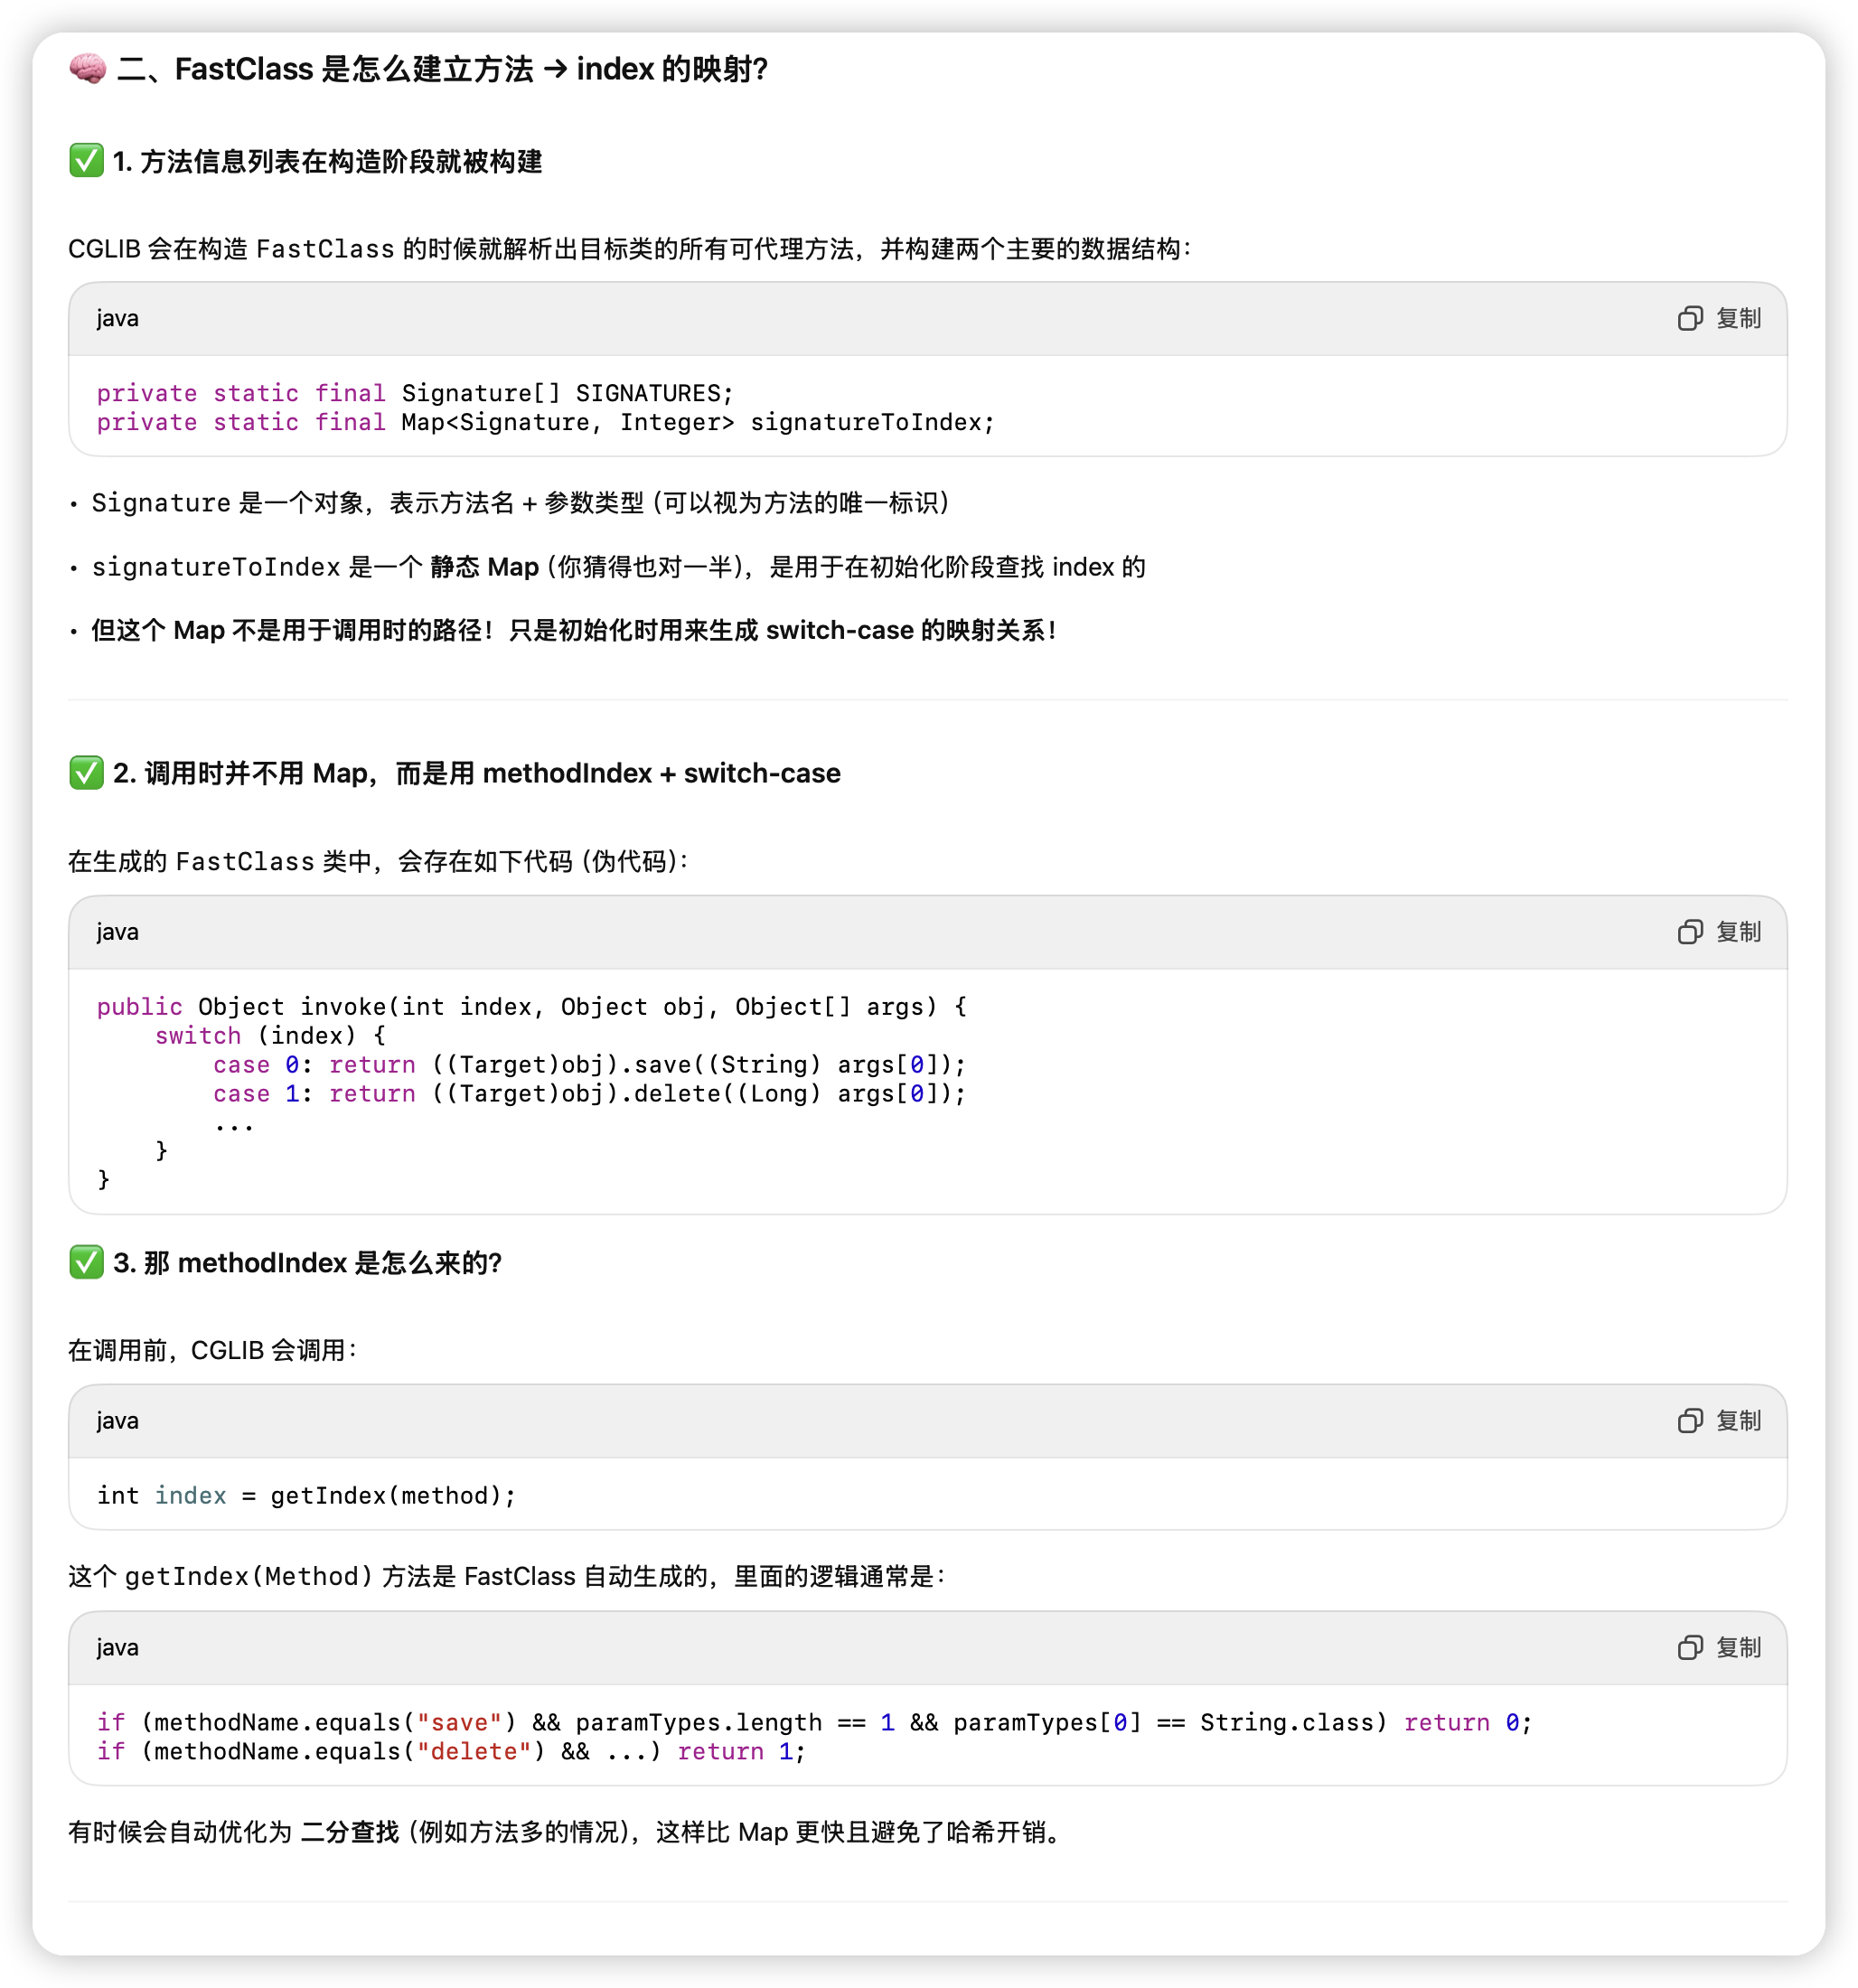 🧠 二、FastClass 是怎么建立方法 → index 的映射？
✅ 1. 方法信息列表在构造阶段就被构建
CGLIB 会在构造 FastClass 的时候就解析出目标类的所有可代理方法，并构建两个主要的数据结构：
java
复制
private static final Signature[] SIGNATURES;
private static final Map<Signature, Integer> signatureToIndex;
• Signature 是一个对象，表示方法名 + 参数类型（可以视为方法的唯一标识）
• signatureToIndex 是一个 静态 Map（你猜得也对一半），是用于在初始化阶段查找 index 的
• 但这个 Map 不是用于调用时的路径！只是初始化时用来生成 switch-case 的映射关系！
✅ 2. 调用时并不用 Map，而是用 methodIndex + switch-case
在生成的 FastClass 类中，会存在如下代码（伪代码）：
java
复制
public Object invoke(int index, Object obj, Object[] args) {
    switch (index) {
        case 0: return ((Target)obj).save((String) args[0]);
        case 1: return ((Target)obj).delete((Long) args[0]);
        ...
    }
}
✅ 3. 那 methodIndex 是怎么来的？
在调用前，CGLIB 会调用：
java
复制
int index = getIndex(method);
这个 getIndex(Method) 方法是 FastClass 自动生成的，里面的逻辑通常是：
java
复制
if (methodName.equals("save") && paramTypes.length == 1 && paramTypes[0] == String.class) return 0;
if (methodName.equals("delete") && ...) return 1;
有时候会自动优化为 二分查找（例如方法多的情况），这样比 Map 更快且避免了哈希开销。